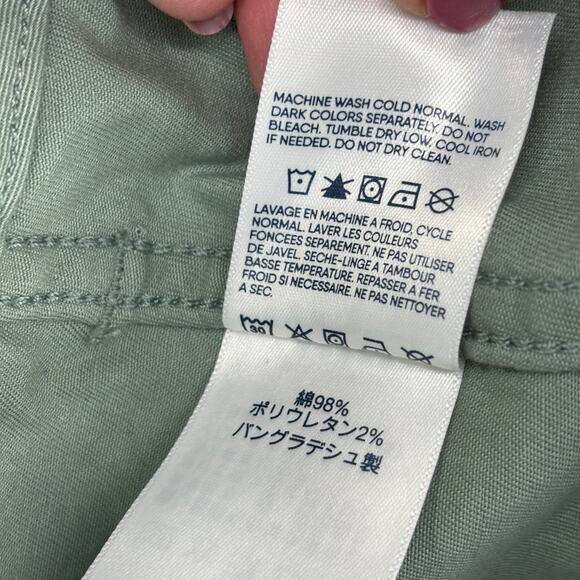 MACHINE WASH COLD NORMAL. WASH
DARK COLORS SEPARATELY. DO NOT
BLEACH. TUMBLE DRY LOW. COOL IRON
IF NEEDED. DO NOT DRY CLEAN.
LAVAGE EN MACHINE A FROID, CYCLE
NORMAL. LAVER LES COULEURS
FONCEES SEPAREMENT. NE PAS UTILISER
DE JAVEL. SECHE-LINGE A TAMBOUR
BASSE TEMPERATURE. REPASSER A FER
FROID SI NECESSAIRE. NE PAS NETTOYER
A SEC.
30
綿98%
ポリウレタン2%
バングラデシュ製